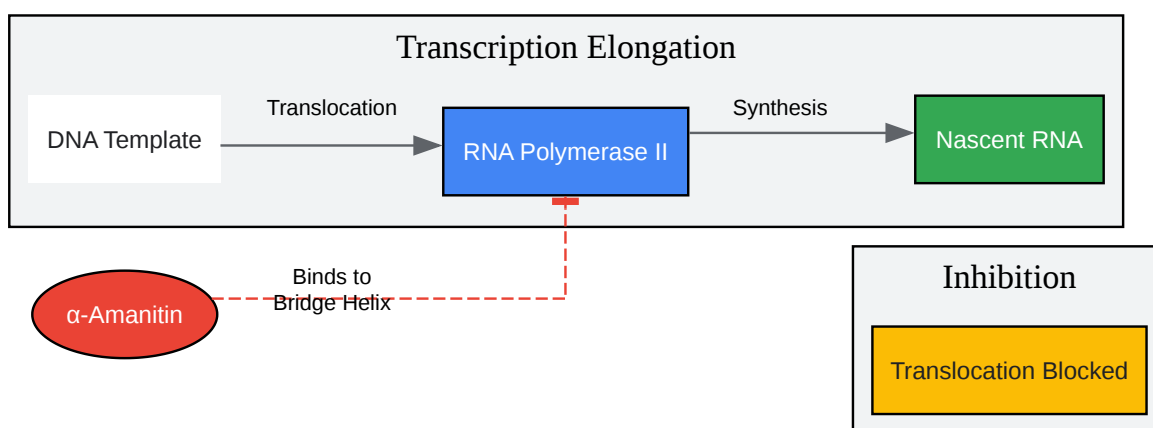 Transcription Elongation
DNA Template
Translocation
RNA Polymerase II
Synthesis
Nascent RNA
α-Amanitin
Binds to
Bridge Helix
Inhibition
Translocation Blocked